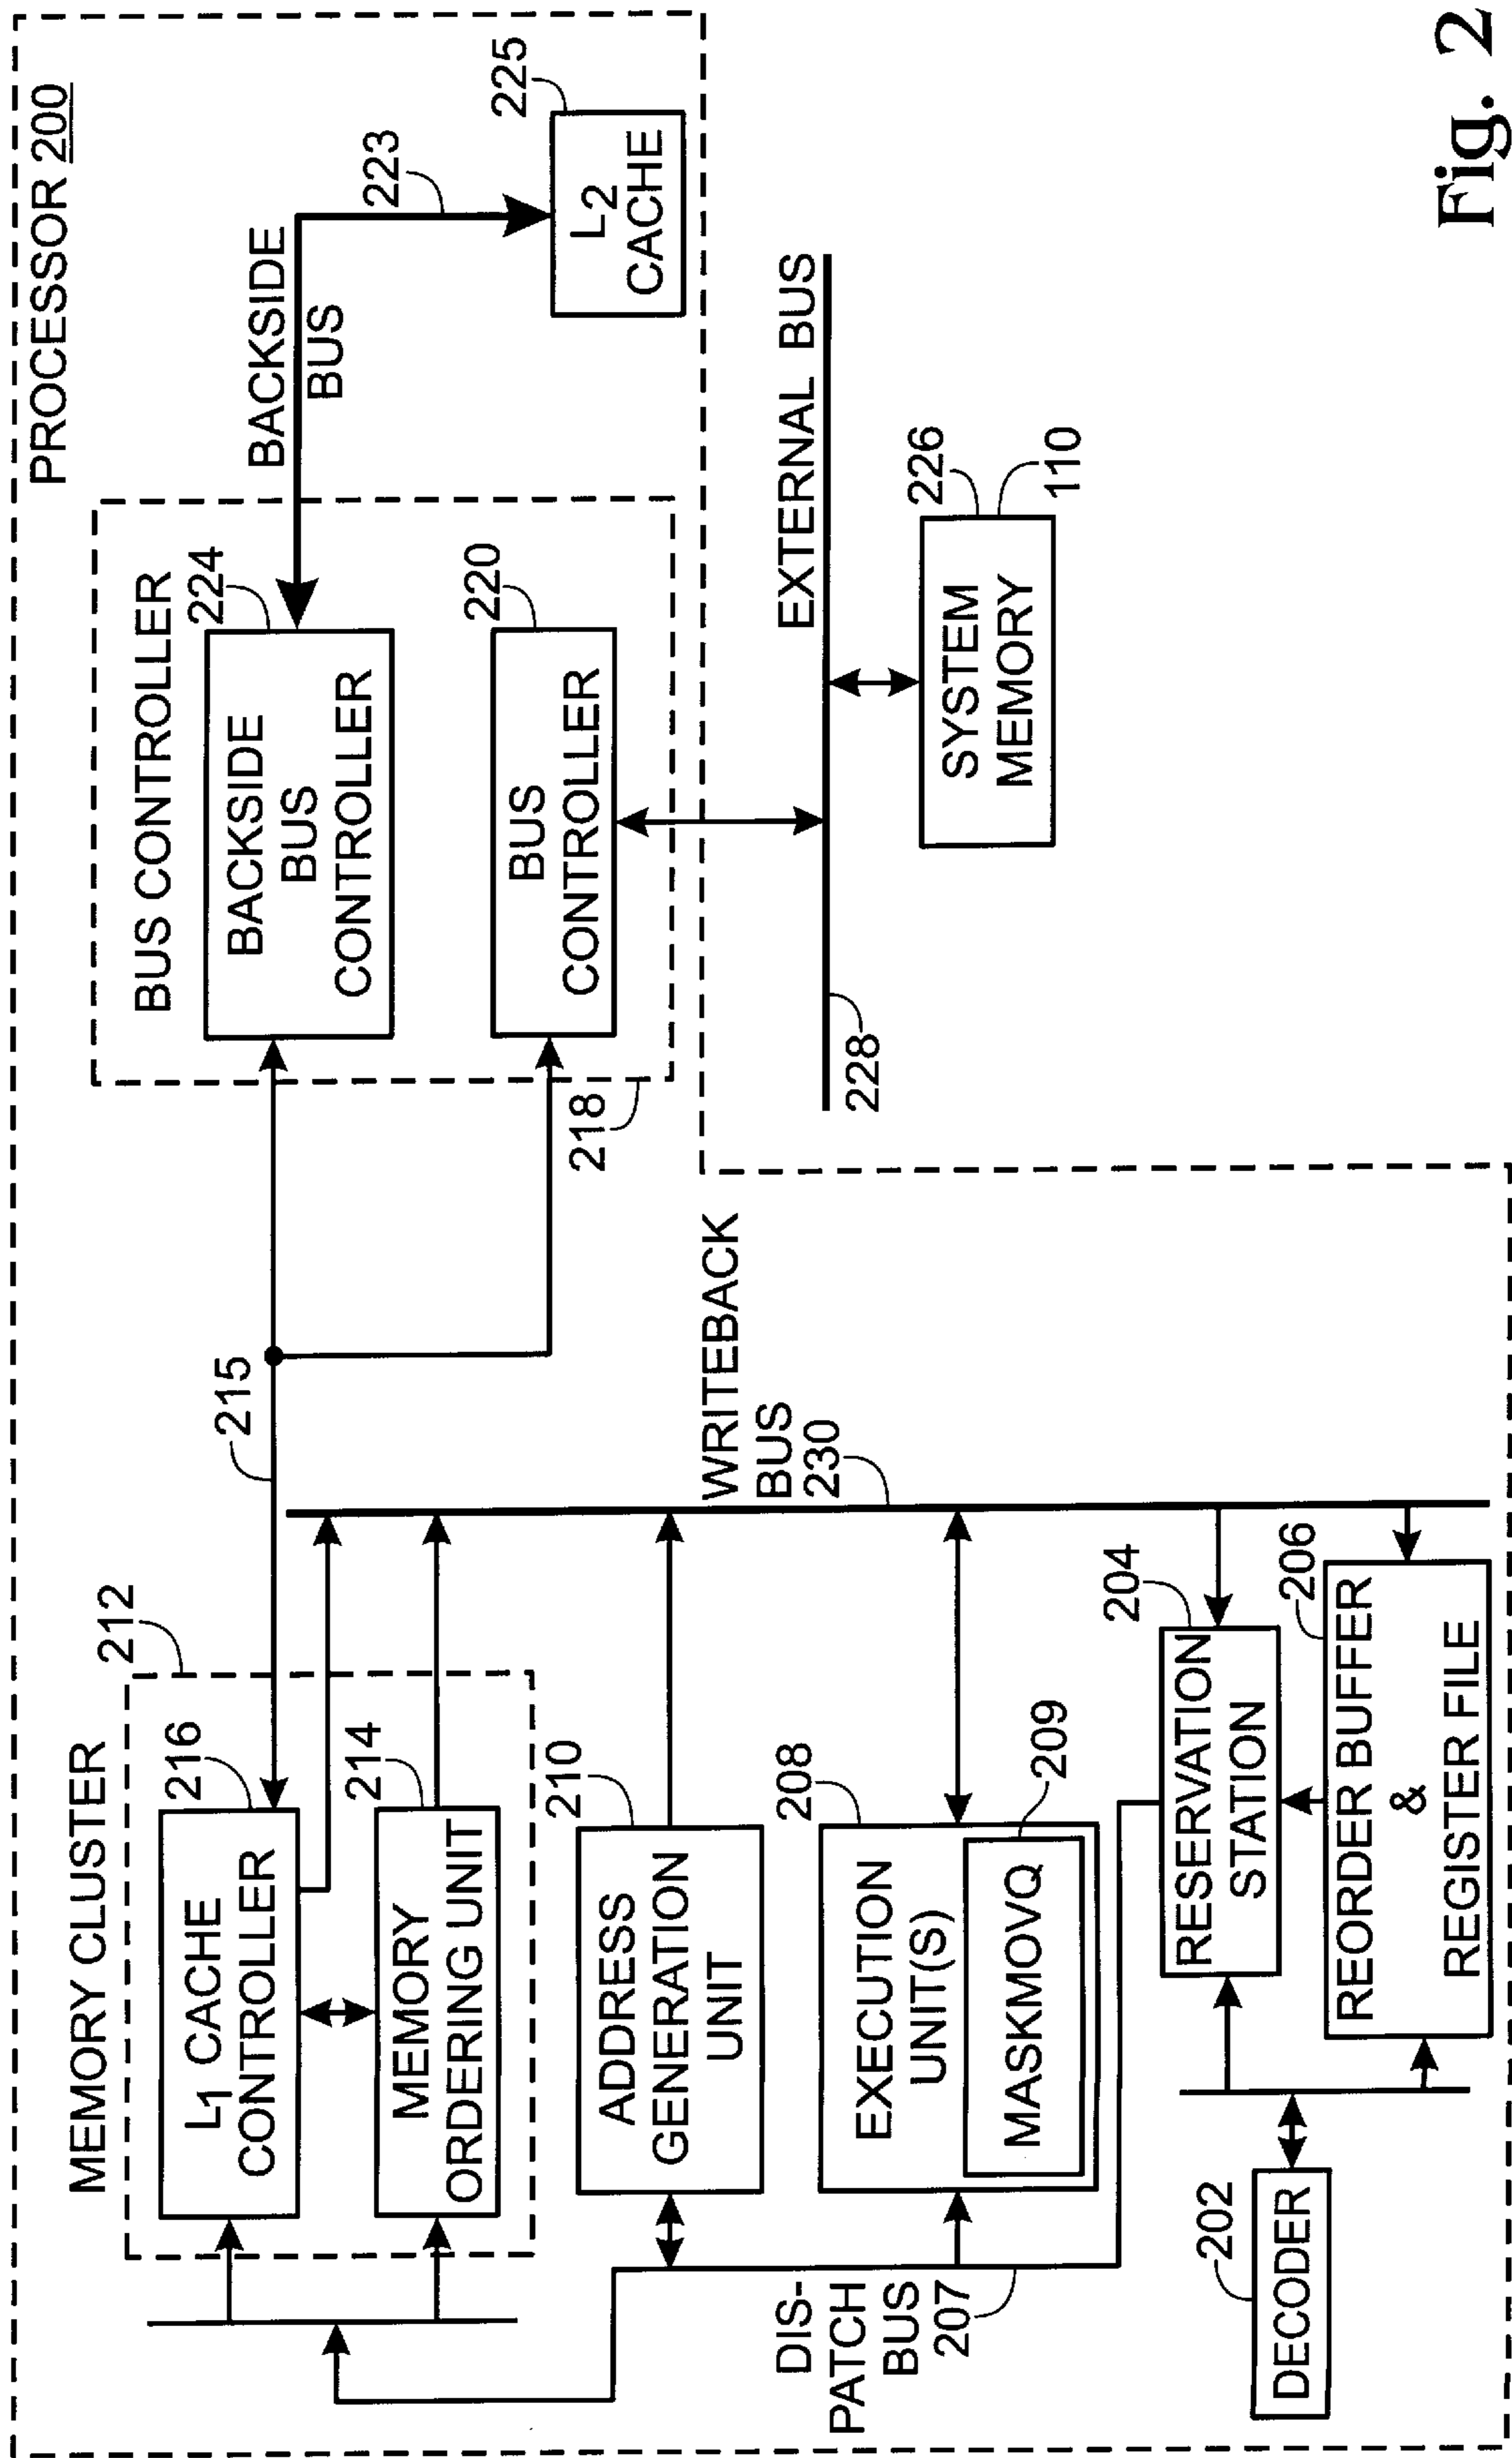 PROCESSOR 200
MEMORY CLUSTER
212
216
L1 CACHE
CONTROLLER
214
MEMORY
ORDERING UNIT
215
BUS CONTROLLER
224
BACKSIDE
BUS
CONTROLLER
220
BUS
CONTROLLER
218
BACKSIDE
BUS
223
225
L2
CACHE
210
ADDRESS
GENERATION
UNIT
208
EXECUTION
UNIT(S)
209
MASKMOVQ
WRITEBACK
BUS
230
EXTERNAL BUS
228
226
110
SYSTEM
MEMORY
DIS-
PATCH
BUS
207
204
RESERVATION
STATION
206
REORDER BUFFER
&
REGISTER FILE
202
DECODER
Fig. 2